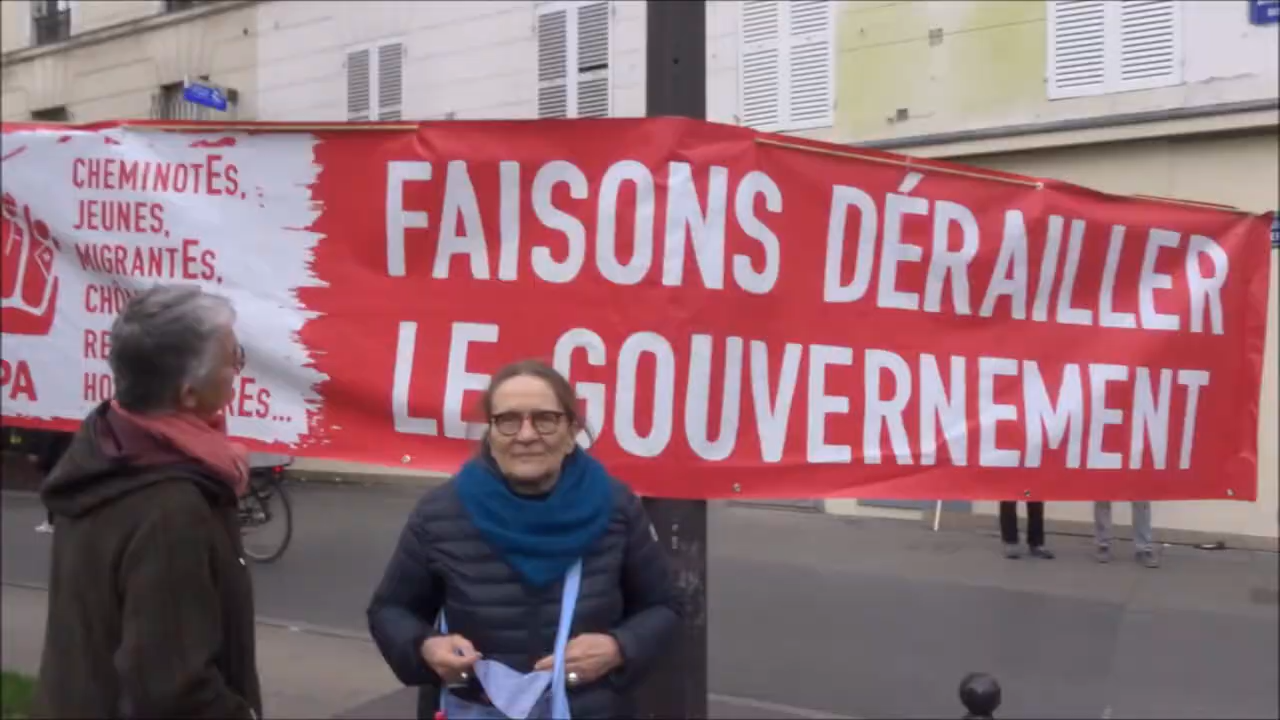 CHEMINOTES,
JEUNES,
MIGRANTES,
FAISONS DÉRAILLER
LE GOUVERNEMENT